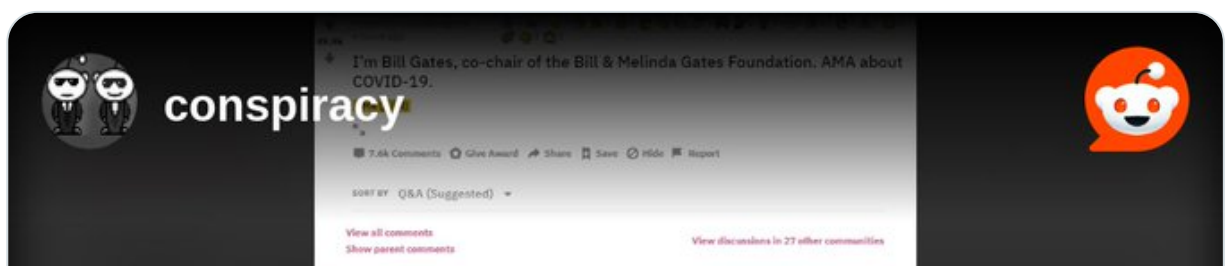 I'm Bill Gates, co-chair of the Bill & Melinda Gates Foundation. AMA about
COVID-19.
conspiracy
7.6k Comments Give Award Share Save Hide Report
SORT BY Q&A (Suggested)
View all comments
View discussions in 27 other communities
Show parent comments